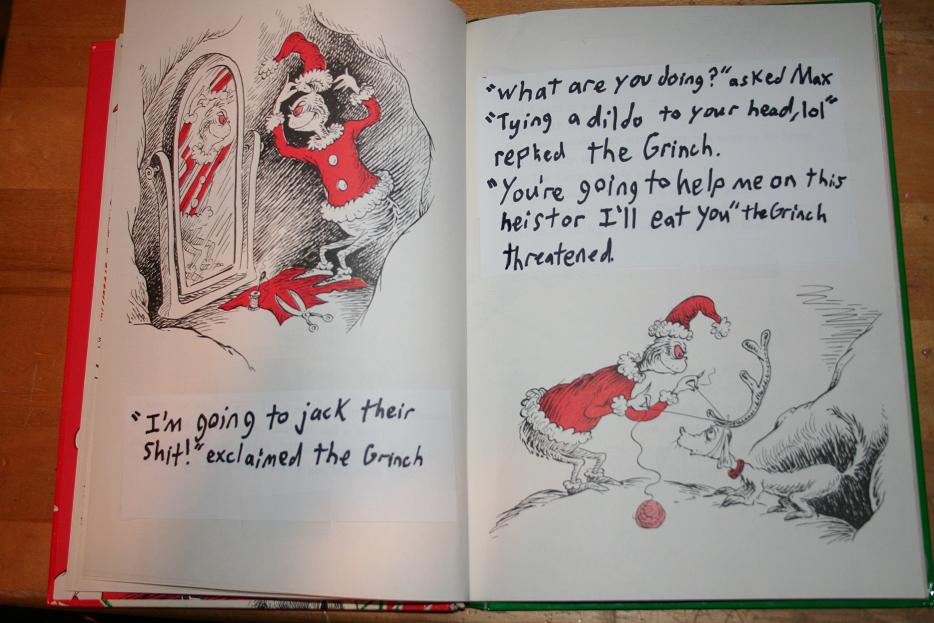 "I'm going to jack their
shit!" exclaimed the Grinch
"What are you doing?" asked Max
"Tying a dildo to your head, lol"
repked the Grinch.
"You're going to help me on this
heist or I'll eat you" the Grinch
threatened.